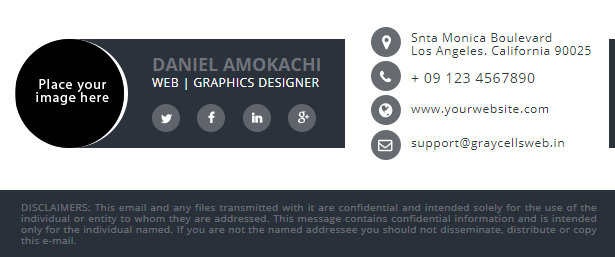 Place your
image here
DANIEL AMOKACHI
WEB | GRAPHICS DESIGNER
Snta Monica Boulevard
Los Angeles. California 90025
+ 09 123 4567890
www.yourwebsite.com
support@graycellsweb.in
DISCLAIMERS: This email and any files transmitted with it are confidential and intended solely for the use of the
individual or entity to whom they are addressed. This message contains confidential information and is intended
only for the individual named. If you are not the named addressee you should not disseminate, distribute or copy
this e-mail.